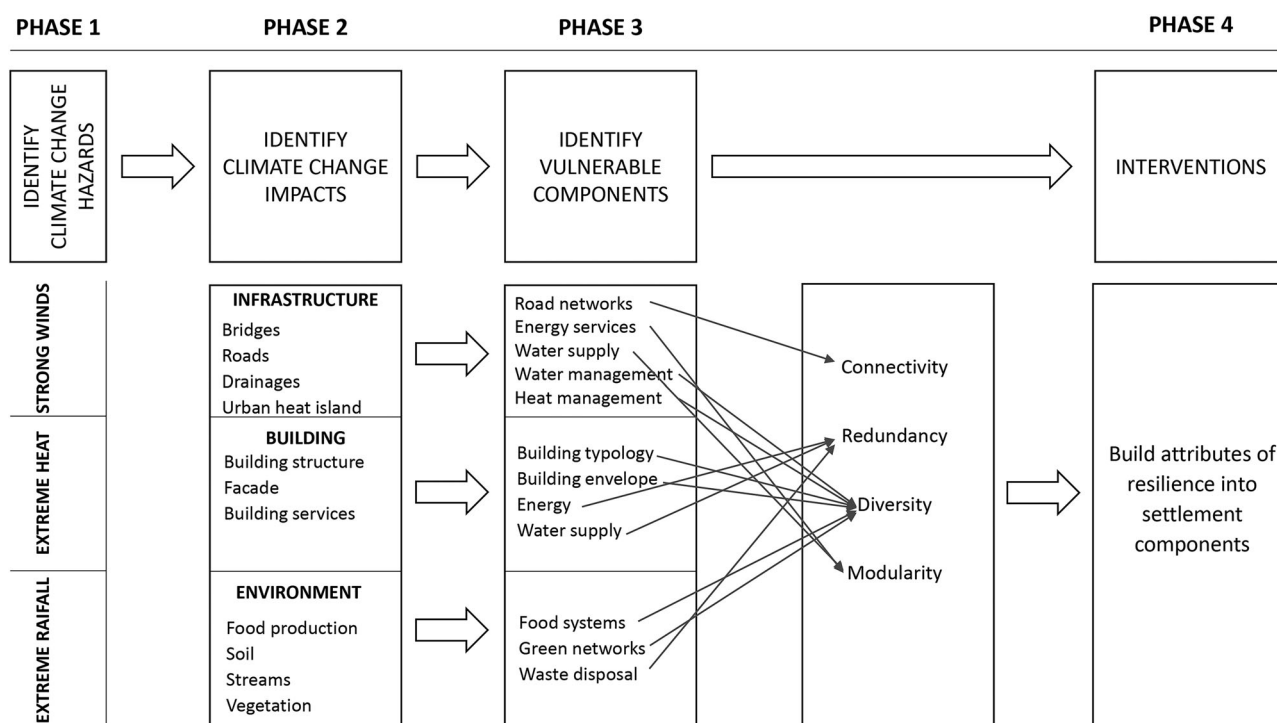 PHASE 1
PHASE 2
PHASE 3
PHASE 4
IDENTIFY
CLIMATE CHANGE
HAZARDS
IDENTIFY
CLIMATE CHANGE
IMPACTS
IDENTIFY
VULNERABLE
COMPONENTS
INTERVENTIONS
STRONG WINDS
EXTREME HEAT
EXTREME RAIFALL
INFRASTRUCTURE
Bridges
Roads
Drainages
Urban heat island
BUILDING
Building structure
Facade
Building services
ENVIRONMENT
Food production
Soil
Streams
Vegetation
Road networks
Energy services
Water supply
Water management
Heat management
Building typology
Building envelope
Energy
Water supply
Food systems
Green networks
Waste disposal
Connectivity
Redundancy
Diversity
Modularity
Build attributes of
resilience into
settlement
components